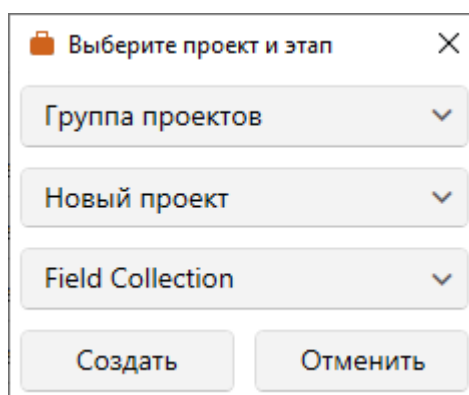 Выберите проект и этап
Группа проектов
Новый проект
Field Collection
Создать Отменить